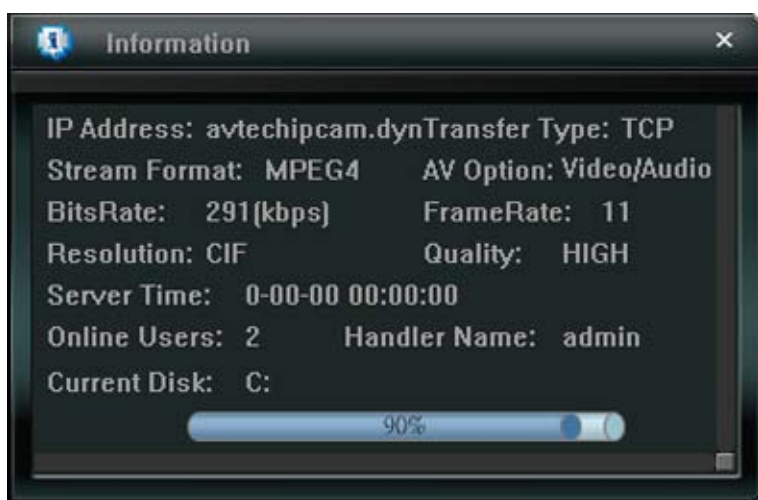 Information
IP Address: avtechipcam.dynTransfer Type: TCP
Stream Format: MPEG4 AV Option: Video/Audio
BitsRate: 291(kbps) FrameRate: 11
Resolution: CIF Quality: HIGH
Server Time: 0-00-00 00:00:00
Online Users: 2 Handler Name: admin
Current Disk: C:
90%